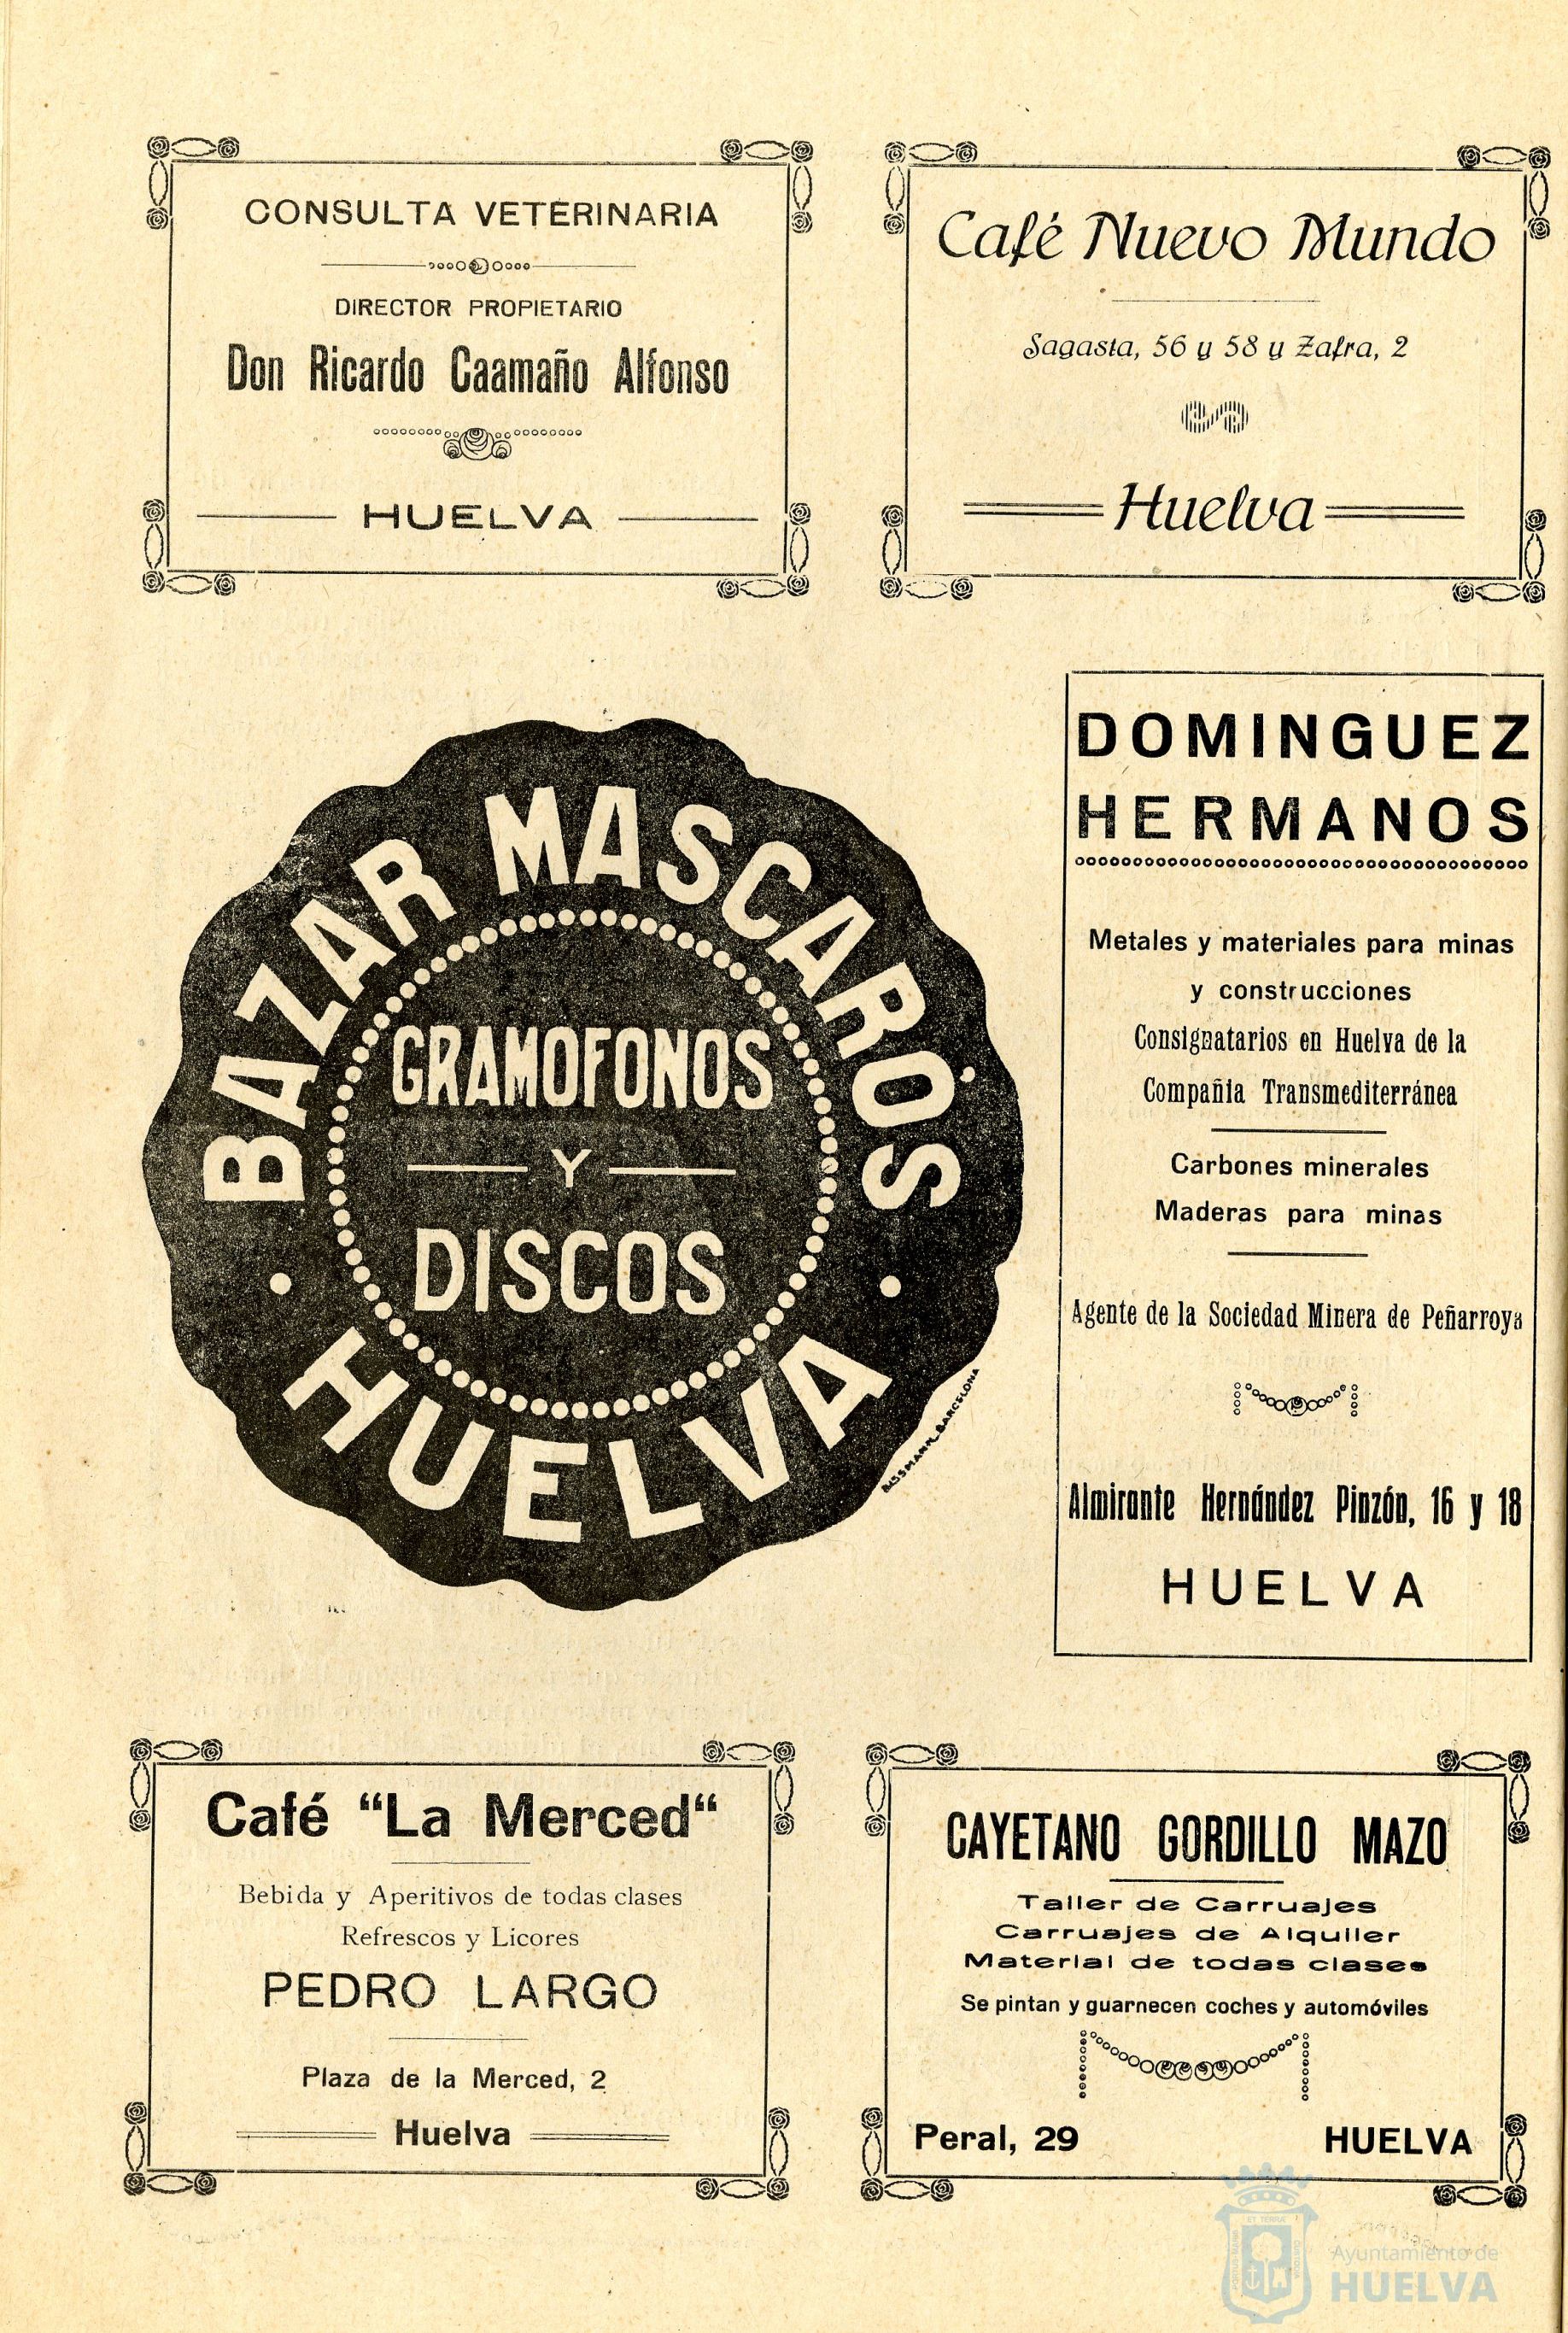 CONSULTA VETERINARIA
DIRECTOR PROPIETARIO
Don Ricardo Caamaño Alfonso
HUELVA
Café Nuevo Mundo
Sagasta, 56 y 58 y Zafra, 2
Huelva
BAZAR MASCAROS
GRAMOFONOS
Y
DISCOS
HUELVA
DOMINGUEZ
HERMANOS
Metales y materiales para minas
y construcciones
Consignatarios en Huelva de la
Compañia Transmediterránea
Carbones minerales
Maderas para minas
Agente de la Sociedad Minera de Peñarroya
Almirante Hernández Pinzón, 16 y 18
HUELVA
Café “La Merced“
Bebida y Aperitivos de todas clases
Refrescos y Licores
PEDRO LARGO
Plaza de la Merced, 2
Huelva
CAYETANO GORDILLO MAZO
Taller de Carruajes
Carruajes de Alquiler
Material de todas clases
Se pintan y guarnecen coches y automóviles
Peral, 29 HUELVA
Ayuntamiento de
HUELVA